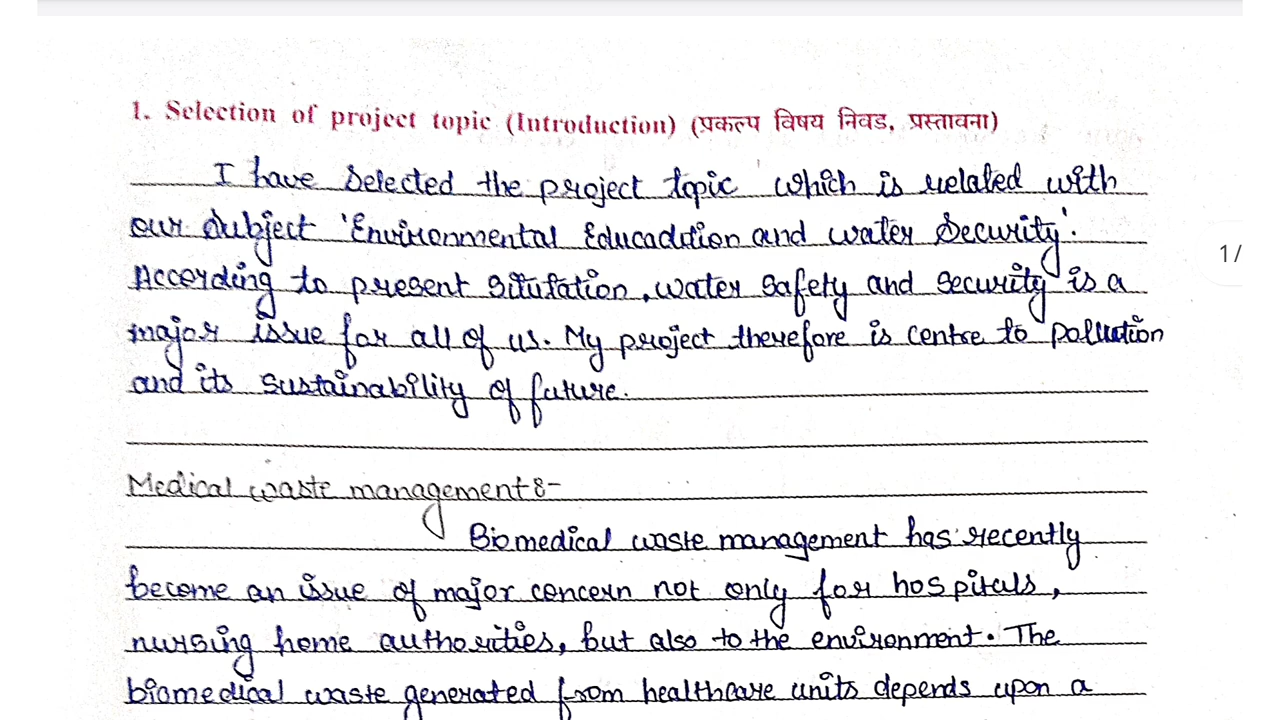 1. Selection of project topic (Introduction) (प्रकल्प विषय निवड, प्रस्तावना)
I have selected the project topic which is related with
our subject 'Environmental Educadition and water Security'.
According to present situtation, water safety and security is a
major issue for all of us. My project therefore is centre to pollution
1/
and its sustainability of future.
Medical waste management :-
Biomedical waste management has recently
become an issue of major concern not only for hospitals,
nursing home authorities, but also to the environment. The
biomedical waste generated from healthcare units depends upon a